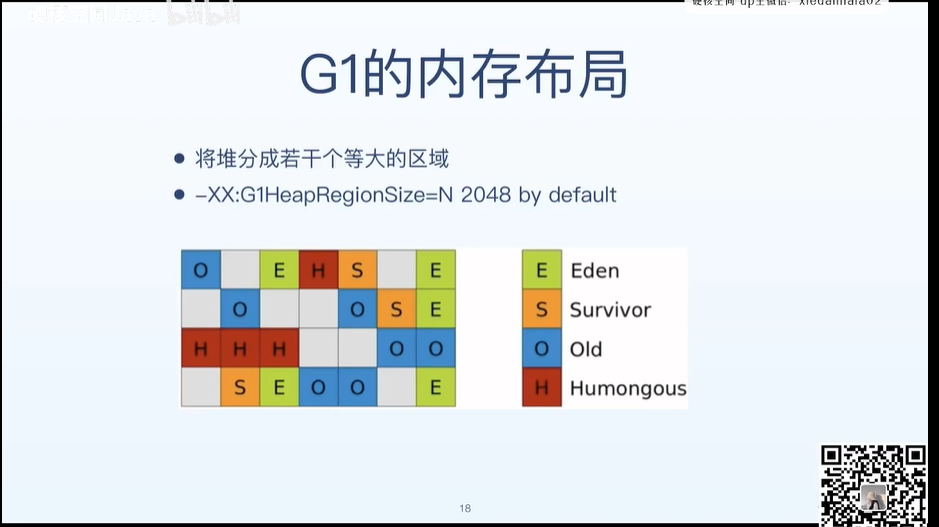 G1的内存布局
将堆分成若干个等大的区域
-XX:G1HeapRegionSize=N 2048 by default
O E H S E
O O S E
H H H O O
S E O O E
E Eden
S Survivor
O Old
H Humongous
18